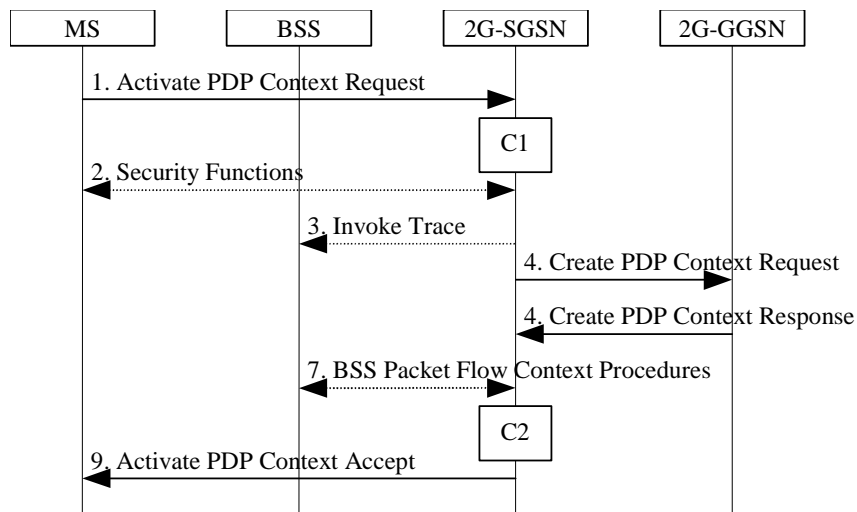 MS
BSS
2G-SGSN
2G-GGSN
1. Activate PDP Context Request
C1
2. Security Functions
3. Invoke Trace
4. Create PDP Context Request
4. Create PDP Context Response
7. BSS Packet Flow Context Procedures
C2
9. Activate PDP Context Accept